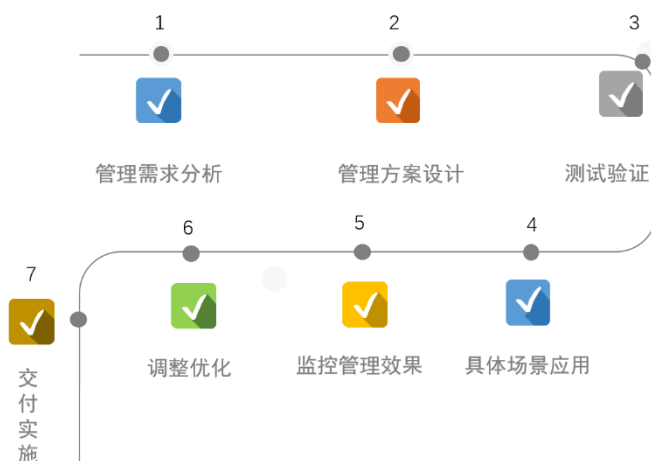 1
2
3
管理需求分析
管理方案设计
测试验证
6
5
4
7
调整优化
监控管理效果
具体场景应用
交付实施